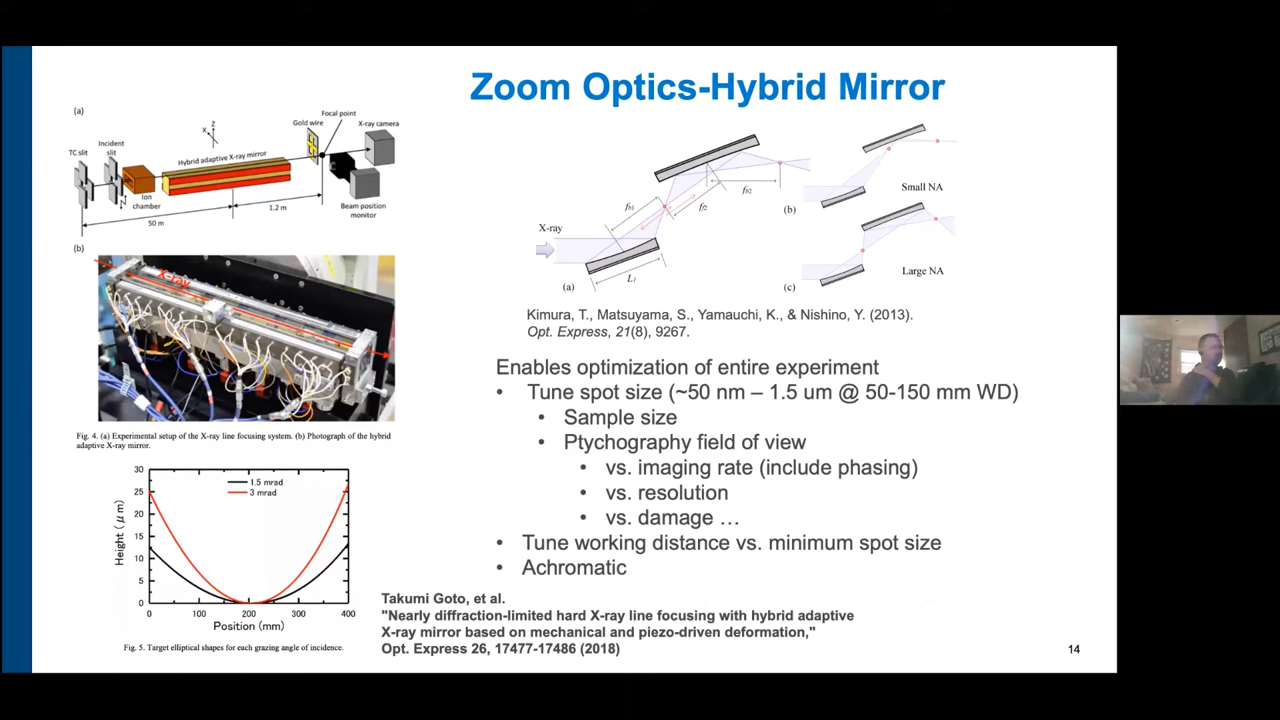 Zoom Optics-Hybrid Mirror
(a)
TC slit
Incident
slit
Ion
chamber
Z
X
Hybrid adaptive X-ray mirror
Gold wire
Focal point
X-ray camera
Beam position
monitor
50 m
1.2 m
(b)
X-ray
Fig. 4. (a) Experimental setup of the X-ray line focusing system. (b) Photograph of the hybrid
adaptive X-ray mirror.
Height (μm)
30
25
20
15
10
5
0
1.5 mrad
3 mrad
0 100 200 300 400
Position (mm)
Fig. 5. Target elliptical shapes for each grazing angle of incidence.
X-ray
fb1
f2
fb2
L1
(a)
(b)
Small NA
(c)
Large NA
Kimura, T., Matsuyama, S., Yamauchi, K., & Nishino, Y. (2013).
Opt. Express, 21(8), 9267.
Enables optimization of entire experiment
• Tune spot size (~50 nm – 1.5 um @ 50-150 mm WD)
• Sample size
• Ptychography field of view
• vs. imaging rate (include phasing)
• vs. resolution
• vs. damage …
• Tune working distance vs. minimum spot size
• Achromatic
Takumi Goto, et al.
"Nearly diffraction-limited hard X-ray line focusing with hybrid adaptive
X-ray mirror based on mechanical and piezo-driven deformation,"
Opt. Express 26, 17477-17486 (2018)
14